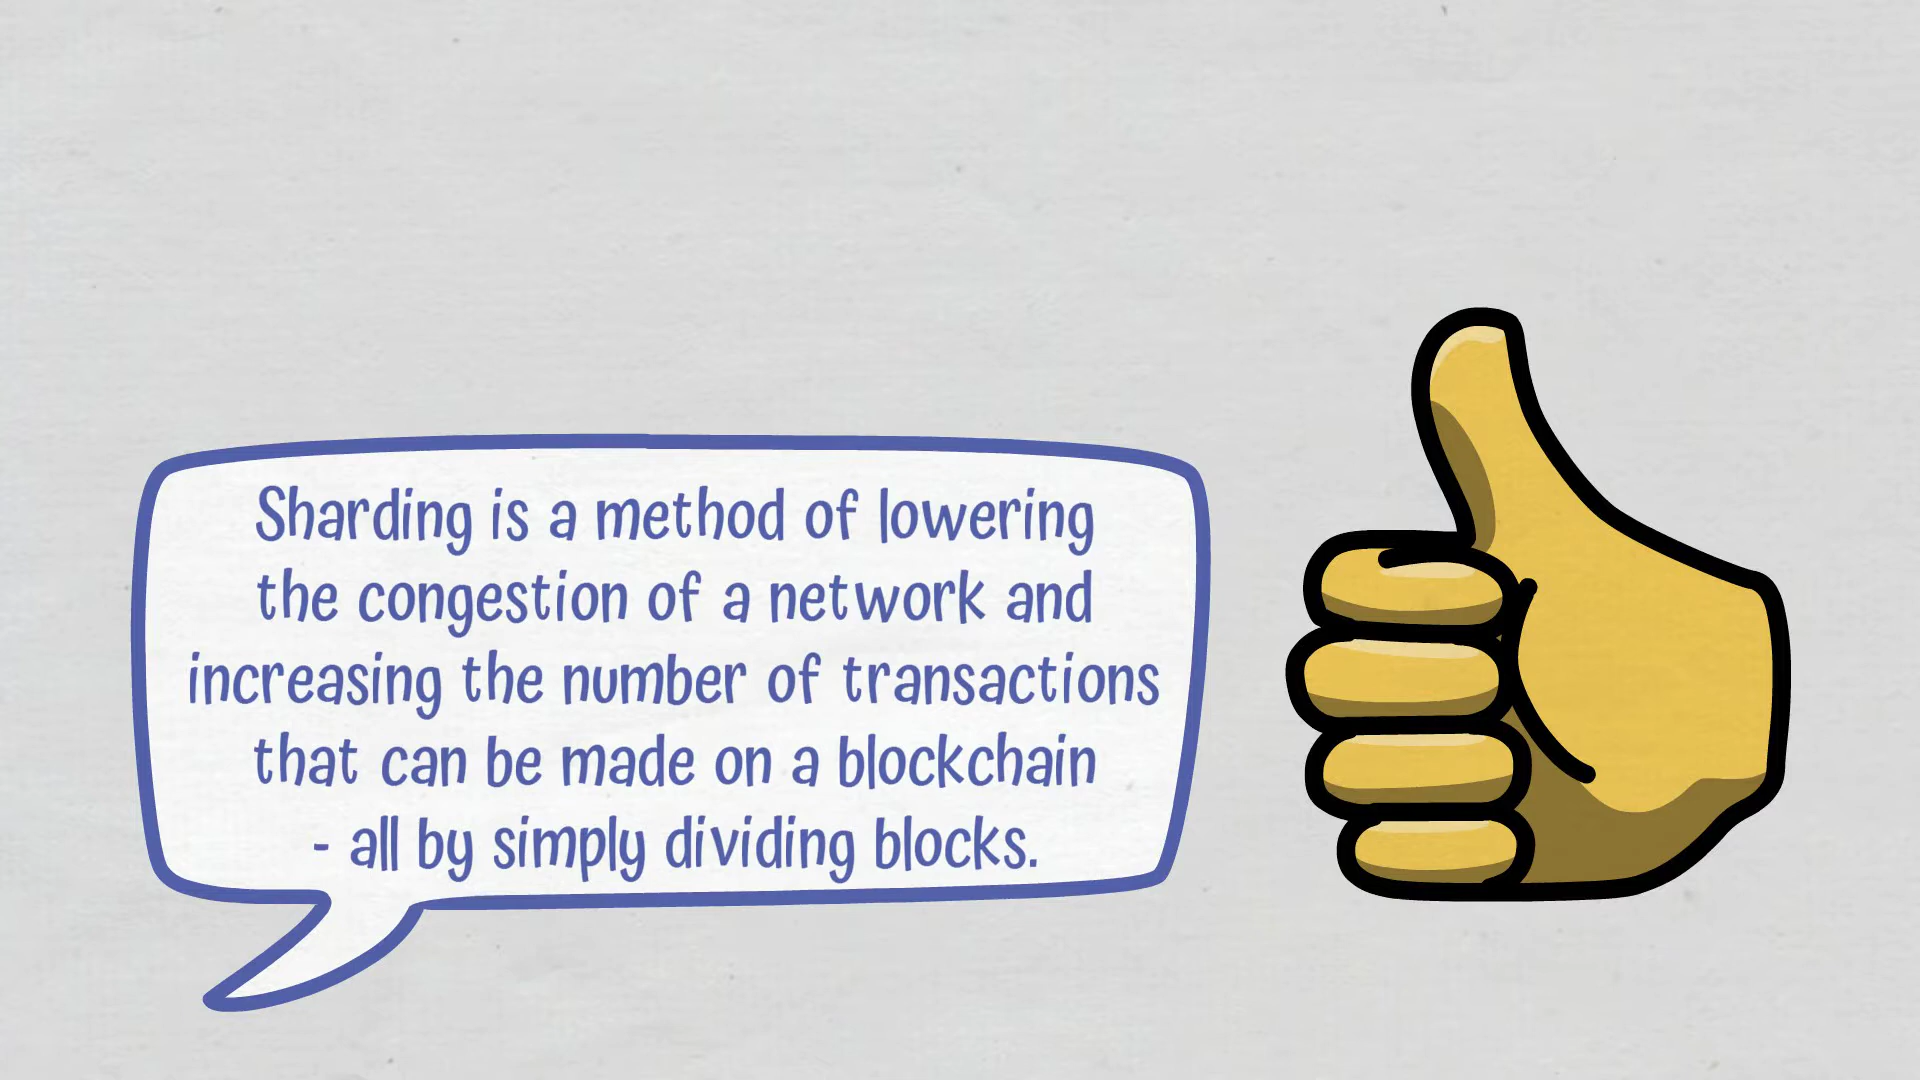 Sharding is a method of lowering
the congestion of a network and
increasing the number of transactions
that can be made on a blockchain
- all by simply dividing blocks.